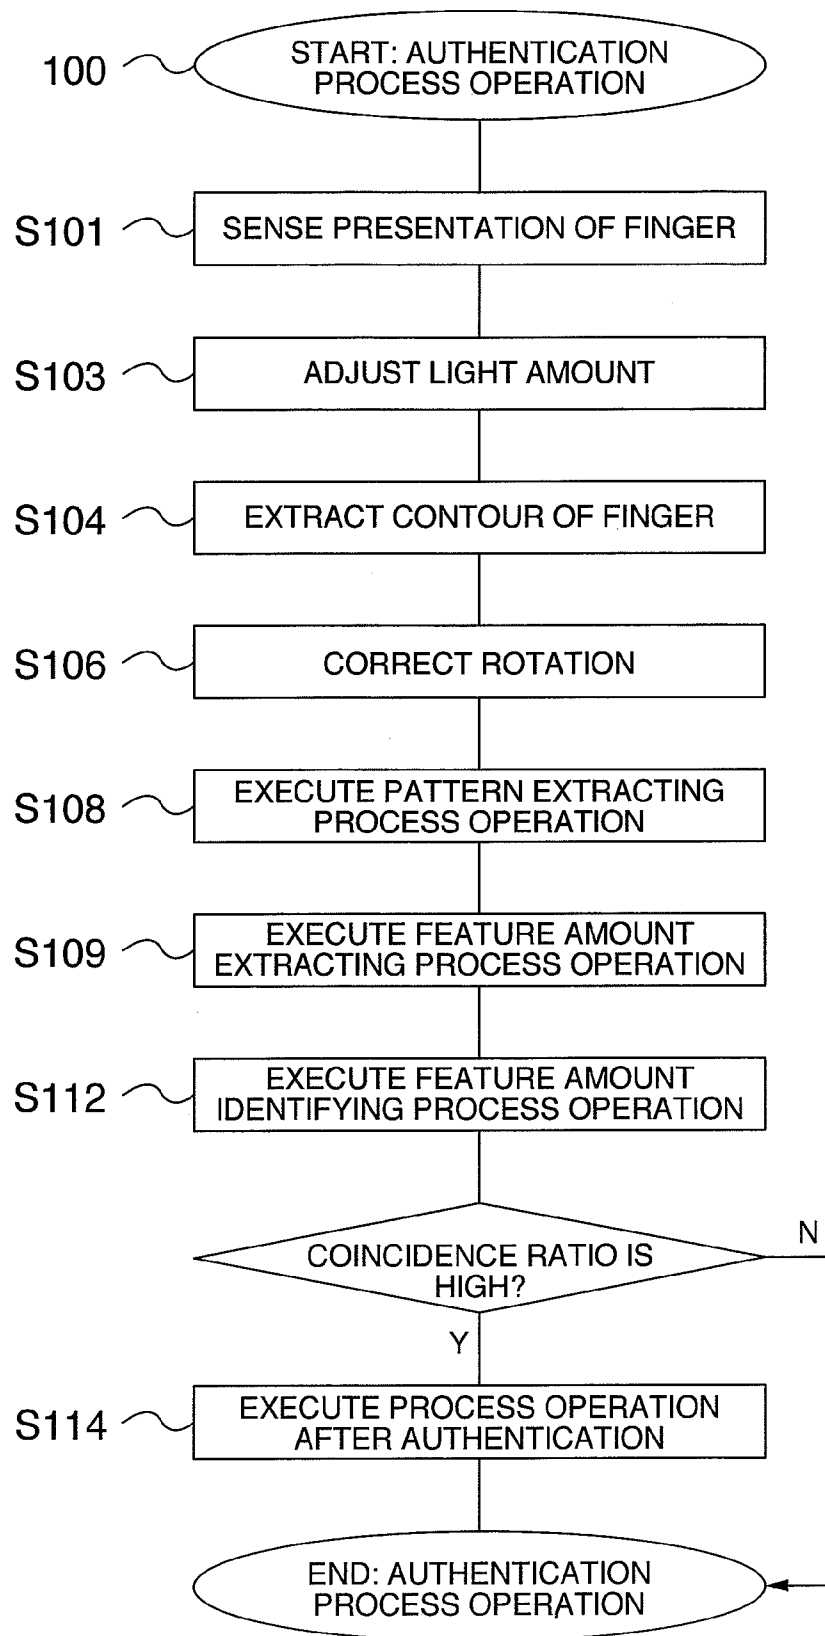 100
START: AUTHENTICATION
PROCESS OPERATION
S101
SENSE PRESENTATION OF FINGER
S103
ADJUST LIGHT AMOUNT
S104
EXTRACT CONTOUR OF FINGER
S106
CORRECT ROTATION
S108
EXECUTE PATTERN EXTRACTING
PROCESS OPERATION
S109
EXECUTE FEATURE AMOUNT
EXTRACTING PROCESS OPERATION
S112
EXECUTE FEATURE AMOUNT
IDENTIFYING PROCESS OPERATION
COINCIDENCE RATIO IS
HIGH?
N
Y
S114
EXECUTE PROCESS OPERATION
AFTER AUTHENTICATION
END: AUTHENTICATION
PROCESS OPERATION